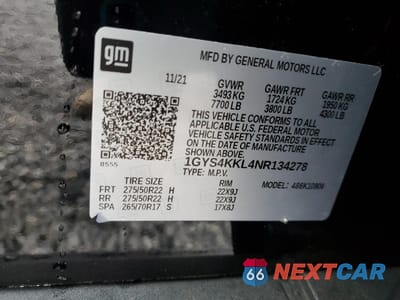 gm
MFD BY GENERAL MOTORS LLC
11/21 GVWR GAWR FRT GAWR RR
3493 KG 1724 KG 1950 KG
7700 LB 3800 LB 4300 LB
THIS VEHICLE CONFORMS TO ALL
APPLICABLE U.S. FEDERAL MOTOR
VEHICLE SAFETY STANDARDS IN EFFECT
ON THE DATE OF MANUFACTURE SHOWN ABOVE.
8555 1GYS4KKL4NR134278
TYPE: M.P.V. MODEL: 486K10906
TIRE SIZE RIM
FRT 275/50R22 H 22X9J
RR 275/50R22 H 22X9J
SPA 265/70R17 S 17X8J
66 NEXTCAR